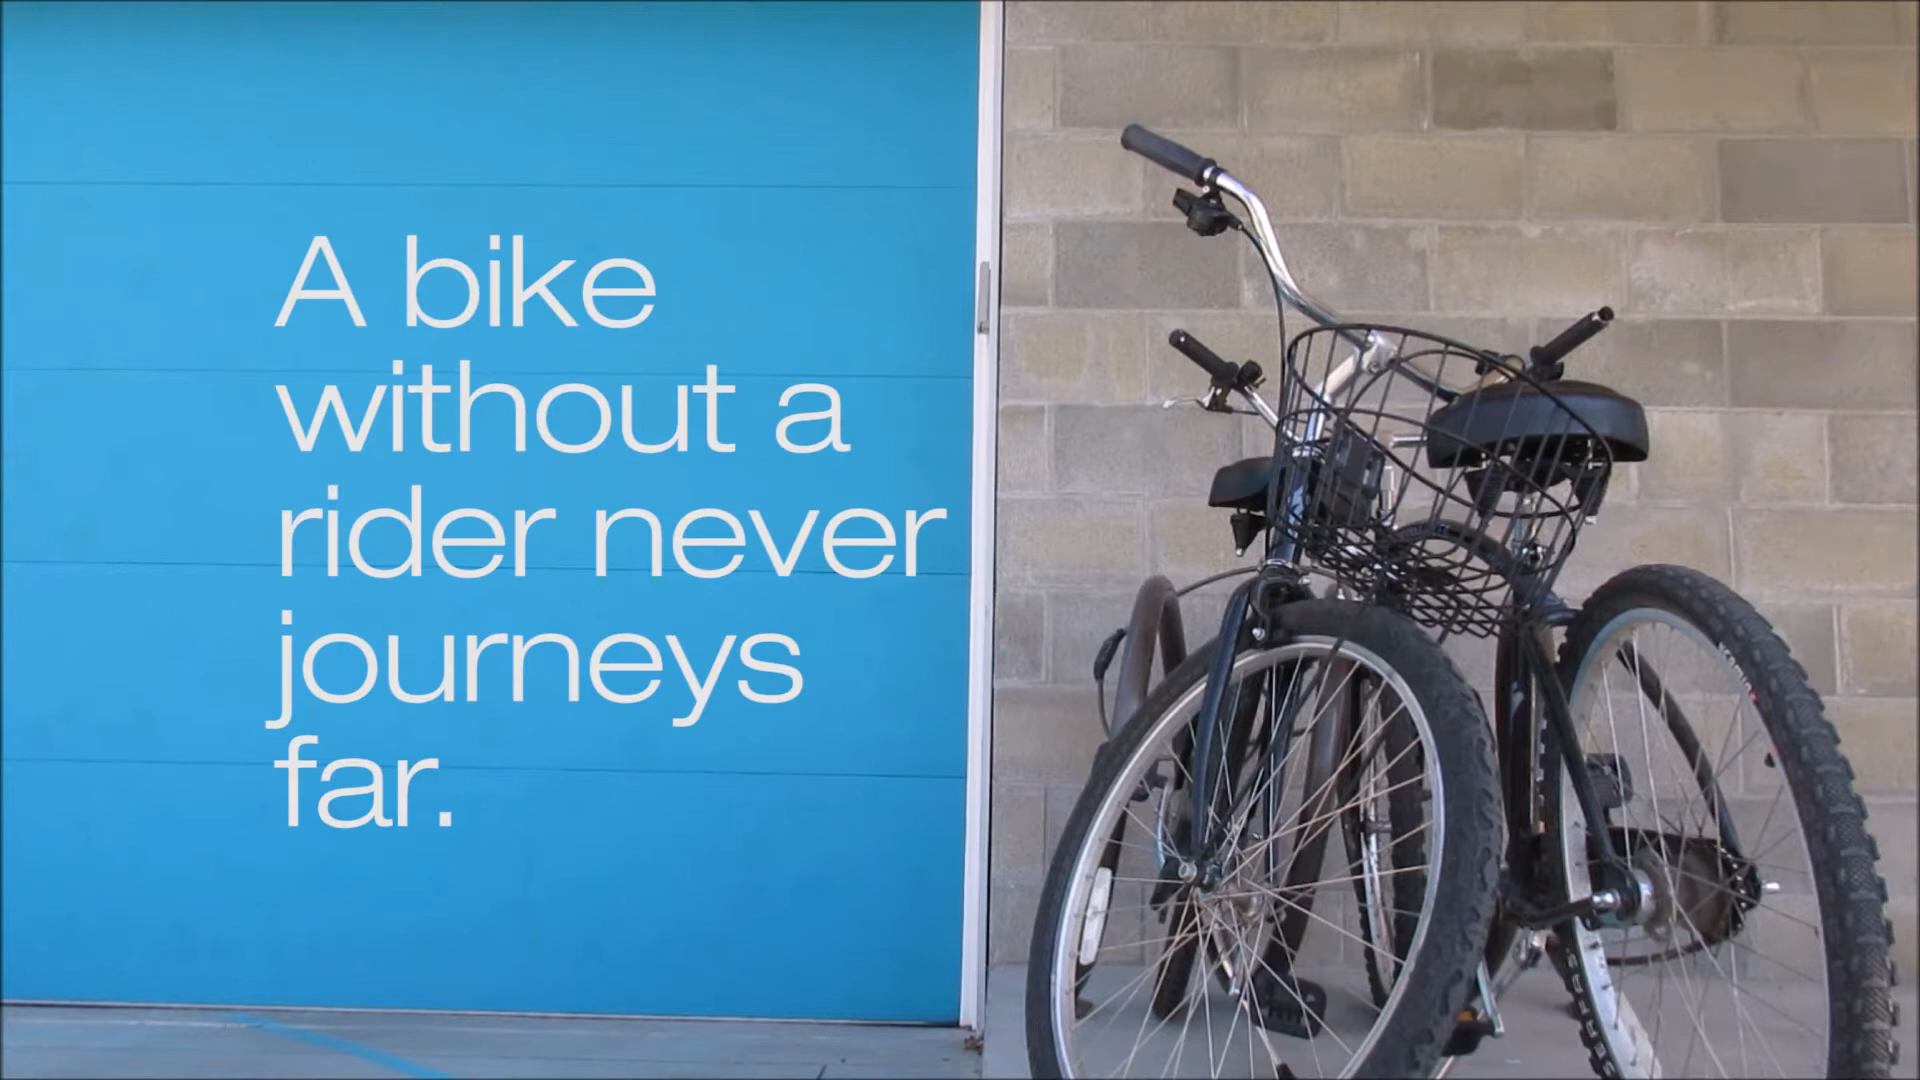 A bike
without a
rider never
journeys
far.